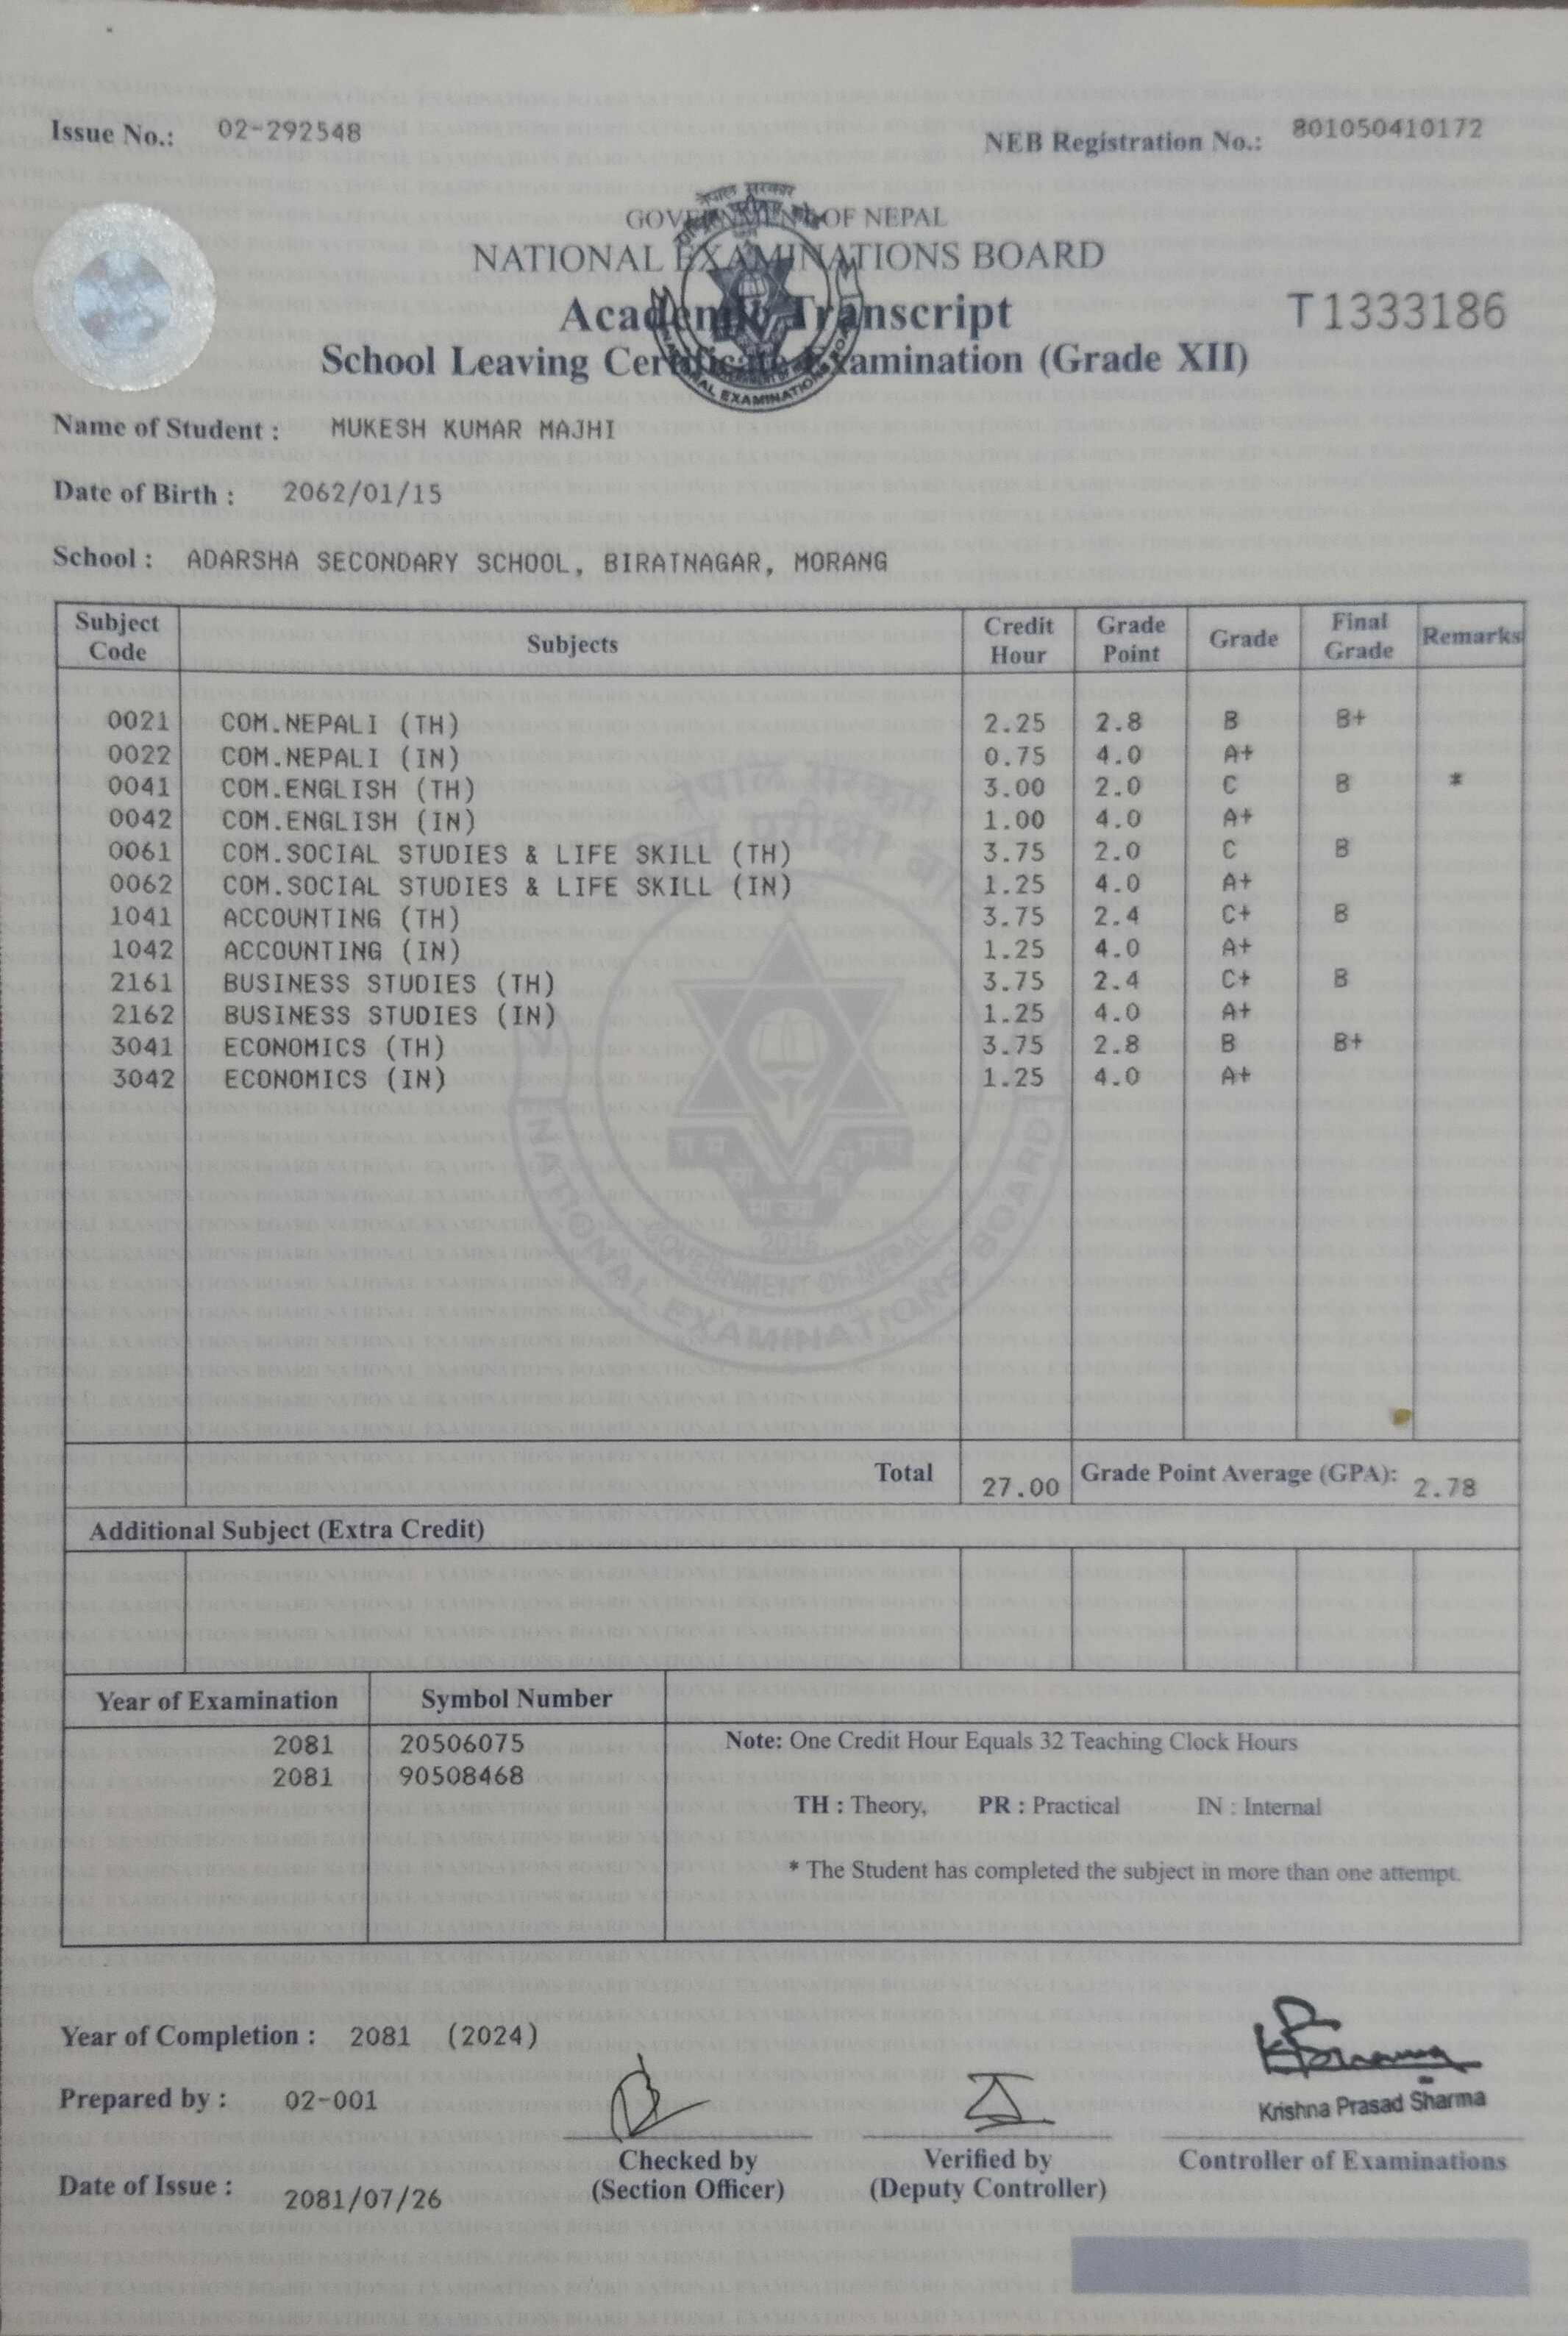 Issue No.: 02-292548
NEB Registration No.: 801050410172
नेपाल सरकार
GOVERNMENT OF NEPAL
NATIONAL EXAMINATIONS BOARD
Academic Transcript
T 1333186
School Leaving Certificate Examination (Grade XII)
NATIONAL EXAMINATIONS BOARD
Name of Student : MUKESH KUMAR MAJHI
Date of Birth : 2062/01/15
School : ADARSHA SECONDARY SCHOOL, BIRATNAGAR, MORANG
Subject Code Subjects Credit Hour Grade Point Grade Final Grade Remarks
0021 COM.NEPALI (TH) 2.25 2.8 B B+
0022 COM.NEPALI (IN) 0.75 4.0 A+
0041 COM.ENGLISH (TH) 3.00 2.0 C B *
0042 COM.ENGLISH (IN) 1.00 4.0 A+
0061 COM.SOCIAL STUDIES & LIFE SKILL (TH) 3.75 2.0 C B
0062 COM.SOCIAL STUDIES & LIFE SKILL (IN) 1.25 4.0 A+
1041 ACCOUNTING (TH) 3.75 2.4 C+ B
1042 ACCOUNTING (IN) 1.25 4.0 A+
2161 BUSINESS STUDIES (TH) 3.75 2.4 C+ B
2162 BUSINESS STUDIES (IN) 1.25 4.0 A+
3041 ECONOMICS (TH) 3.75 2.8 B B+
3042 ECONOMICS (IN) 1.25 4.0 A+
नेपाल सरकार
राष्ट्रिय परीक्षा बोर्ड
2016
GOVERNMENT OF NEPAL
NATIONAL EXAMINATIONS BOARD
Total 27.00 Grade Point Average (GPA): 2.78
Additional Subject (Extra Credit)
Year of Examination Symbol Number
2081 20506075 Note: One Credit Hour Equals 32 Teaching Clock Hours
2081 90508468
TH : Theory, PR : Practical IN : Internal
* The Student has completed the subject in more than one attempt.
Year of Completion : 2081 (2024)
Prepared by : 02-001
Krishna Prasad Sharma
Checked by (Section Officer)
Verified by (Deputy Controller)
Controller of Examinations
Date of Issue : 2081/07/26